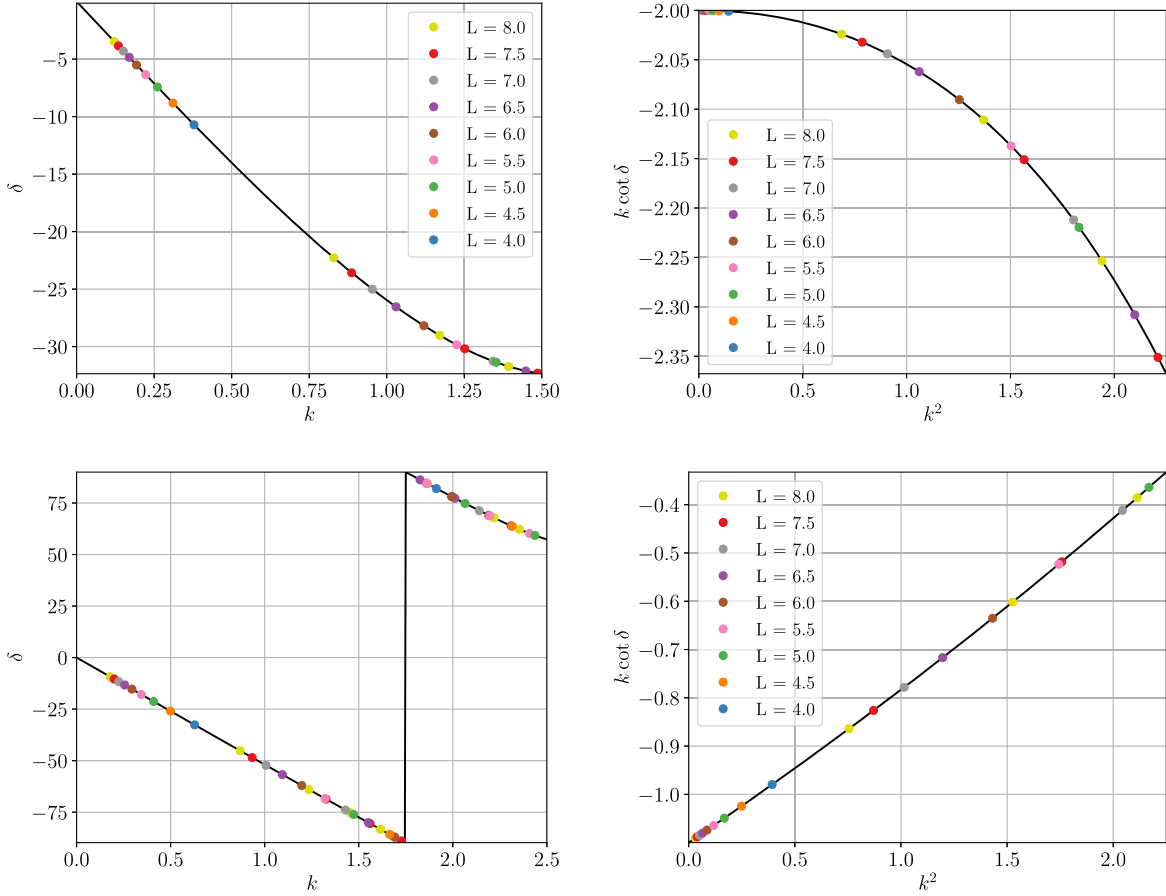 −5
−10
−15
−20
−25
−30
δ
0.00
0.25
0.50
0.75
1.00
1.25
1.50
k
L = 8.0
L = 7.5
L = 7.0
L = 6.5
L = 6.0
L = 5.5
L = 5.0
L = 4.5
L = 4.0
−2.00
−2.05
−2.10
−2.15
−2.20
−2.25
−2.30
−2.35
k cot δ
0.0
0.5
1.0
1.5
2.0
k²
L = 8.0
L = 7.5
L = 7.0
L = 6.5
L = 6.0
L = 5.5
L = 5.0
L = 4.5
L = 4.0
75
50
25
0
−25
−50
−75
δ
0.0
0.5
1.0
1.5
2.0
2.5
k
−0.4
−0.5
−0.6
−0.7
−0.8
−0.9
−1.0
k cot δ
0.0
0.5
1.0
1.5
2.0
k²
L = 8.0
L = 7.5
L = 7.0
L = 6.5
L = 6.0
L = 5.5
L = 5.0
L = 4.5
L = 4.0